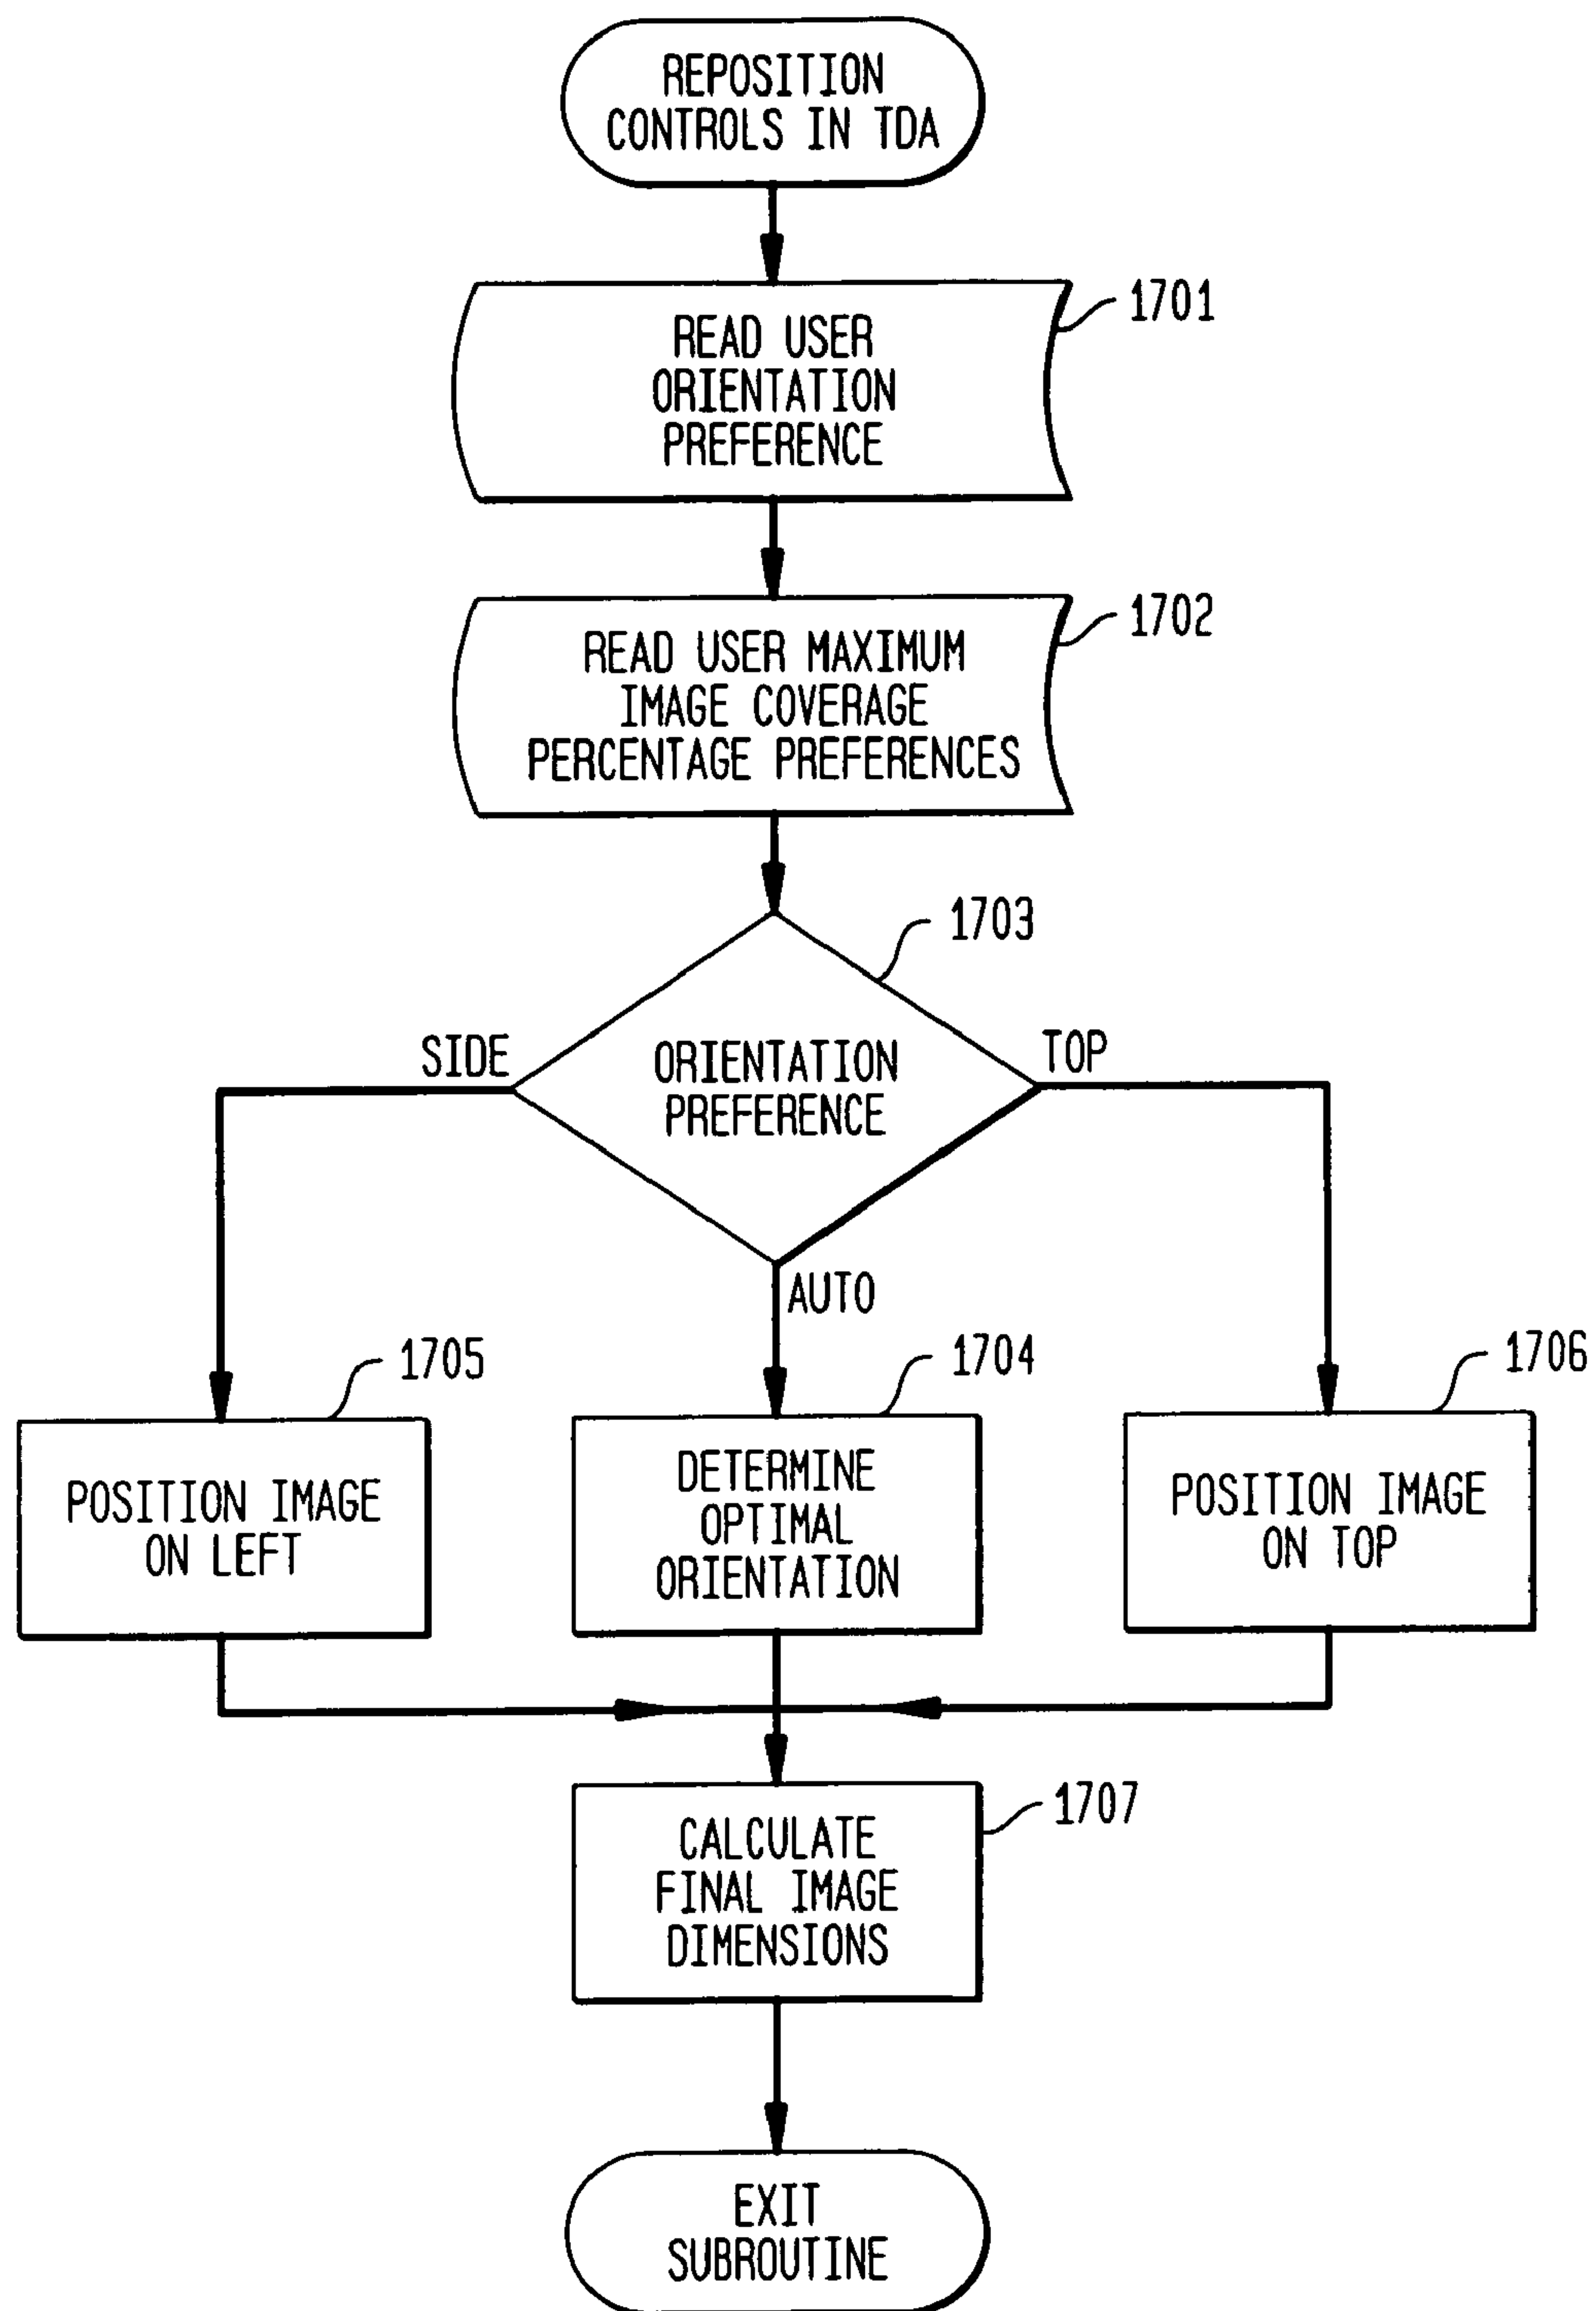 REPOSITION
CONTROLS IN TDA
1701
READ USER
ORIENTATION
PREFERENCE
1702
READ USER MAXIMUM
IMAGE COVERAGE
PERCENTAGE PREFERENCES
1703
SIDE
ORIENTATION
PREFERENCE
TOP
AUTO
1705
POSITION IMAGE
ON LEFT
1704
DETERMINE
OPTIMAL
ORIENTATION
1706
POSITION IMAGE
ON TOP
1707
CALCULATE
FINAL IMAGE
DIMENSIONS
EXIT
SUBROUTINE